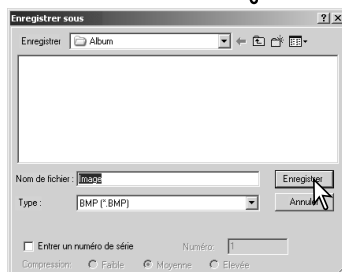 Enregistrer sous
Enregistrer Album
Nom de fichier : Image Enregistrer
Type : BMP (*.BMP) Annuler
Entrer un numéro de série Numéro: 1
Compression: Faible Moyenne Elevée